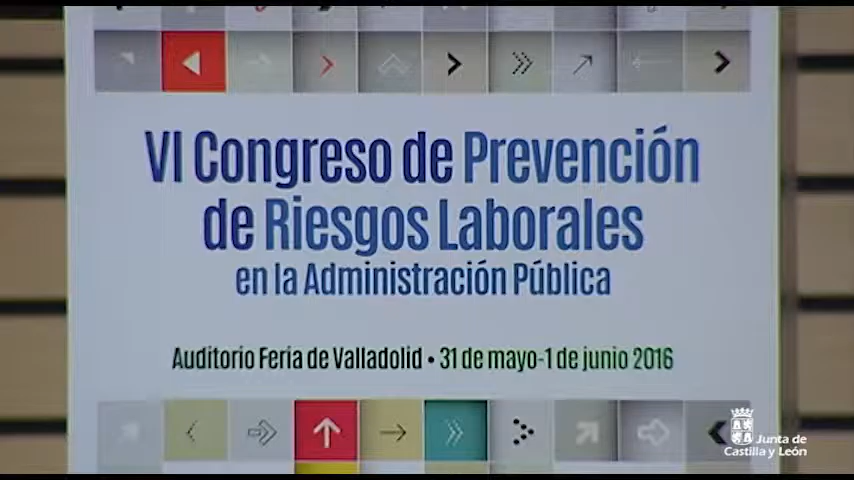 VI Congreso de Prevención
de Riesgos Laborales
en la Administración Pública
Auditorio Feria de Valladolid • 31 de mayo-1 de junio 2016
Junta de
Castilla y León